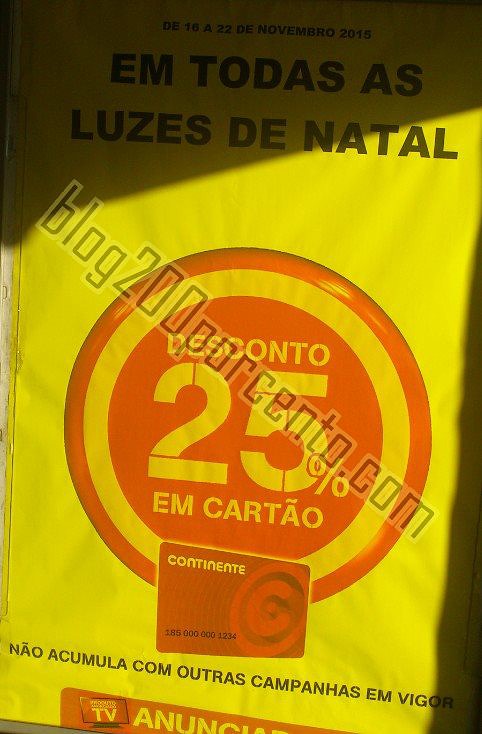 DE 16 A 22 DE NOVEMBRO 2015
EM TODAS AS
LUZES DE NATAL
blog200porcento.com
DESCONTO
25%
EM CARTÃO
CONTINENTE
185 000 000 1234
NÃO ACUMULA COM OUTRAS CAMPANHAS EM VIGOR
PRODUTO
TV
ANUNCIAD